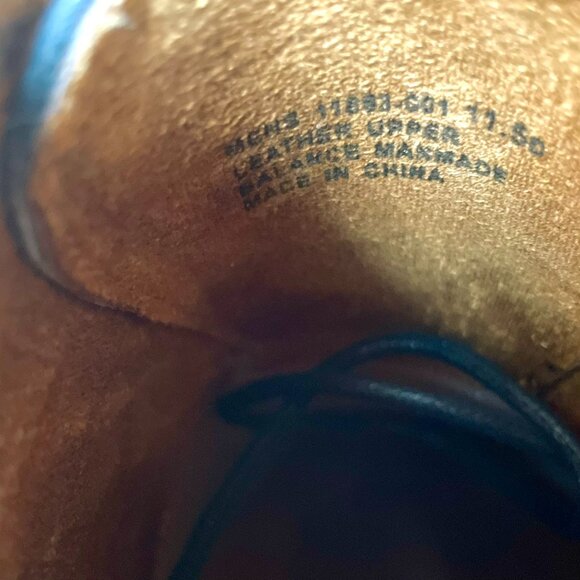 MENS 11893-001 11.5D
LEATHER UPPER
BALANCE MANMADE
MADE IN CHINA